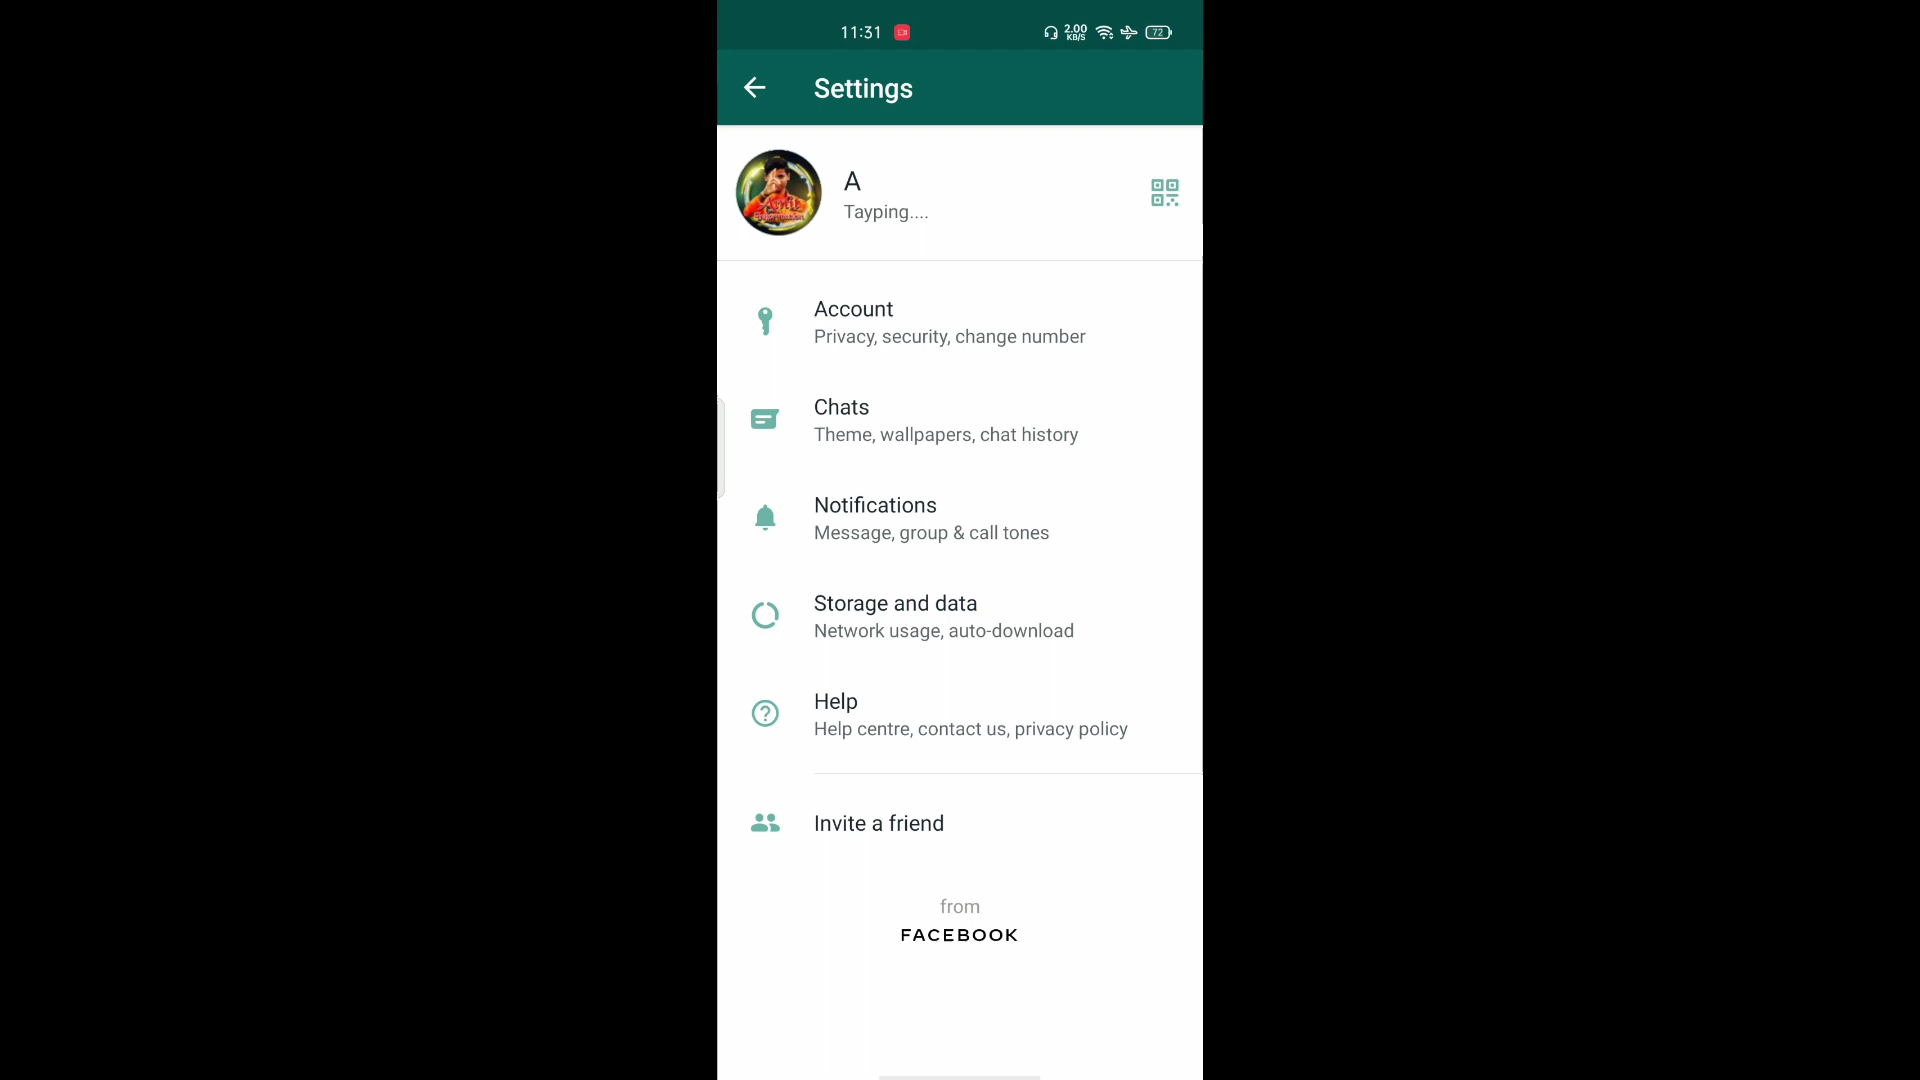 11:31
2.00
KB/S
72
Settings
A
Tayping....
Account
Privacy, security, change number
Chats
Theme, wallpapers, chat history
Notifications
Message, group & call tones
Storage and data
Network usage, auto-download
Help
Help centre, contact us, privacy policy
Invite a friend
from
FACEBOOK